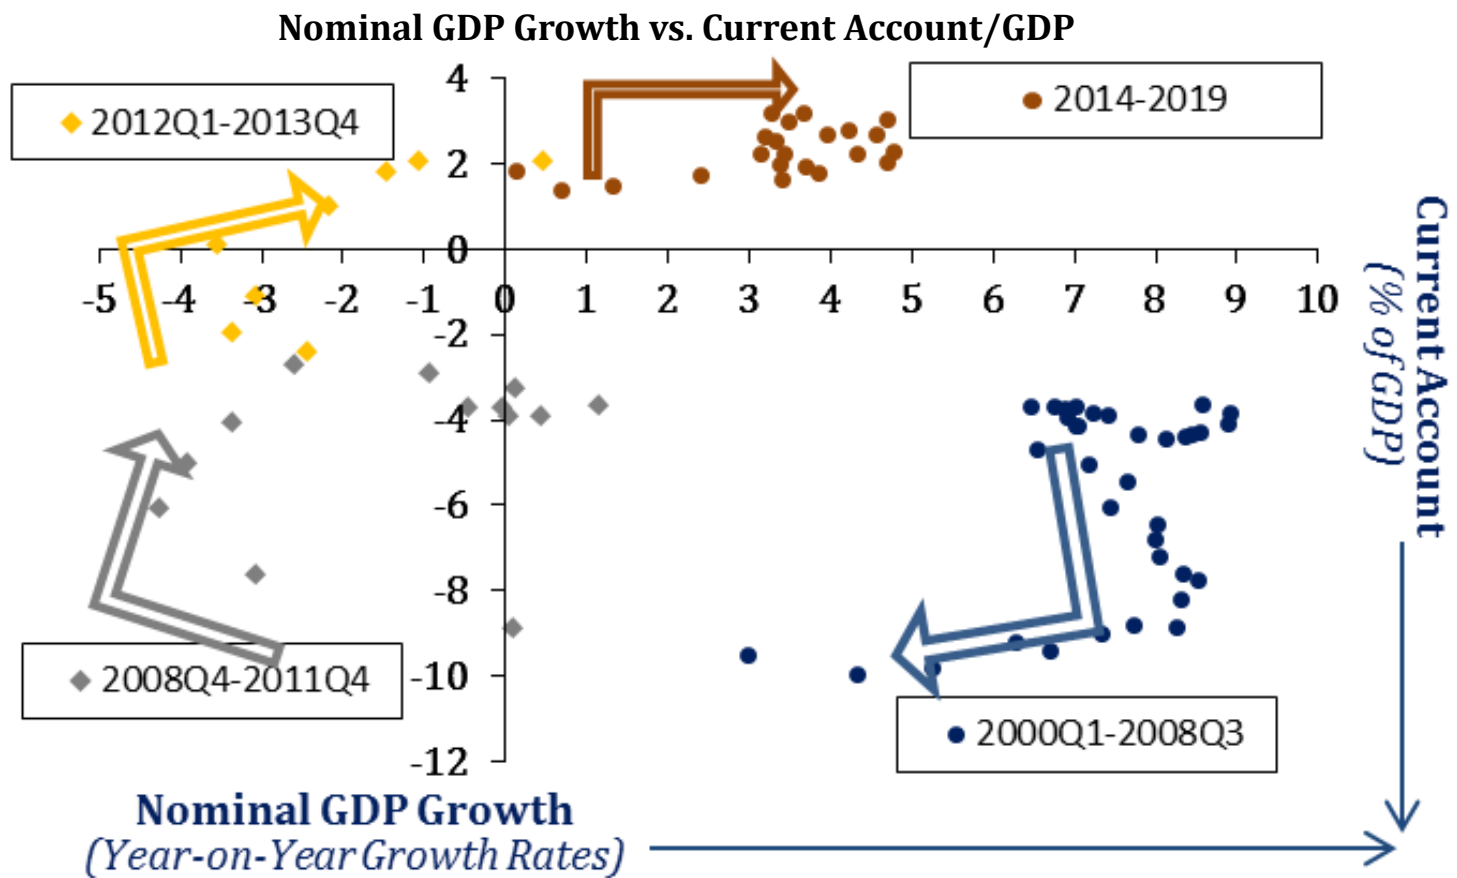 Nominal GDP Growth vs. Current Account/GDP
2012Q1-2013Q4
2014-2019
4
2
0
-5 -4 -3 -2 -1 0 1 2 3 4 5 6 7 8 9 10
-2
-4
-6
-8
-10
-12
Current Account
(% of GDP)
2008Q4-2011Q4
2000Q1-2008Q3
Nominal GDP Growth
(Year-on-Year Growth Rates)